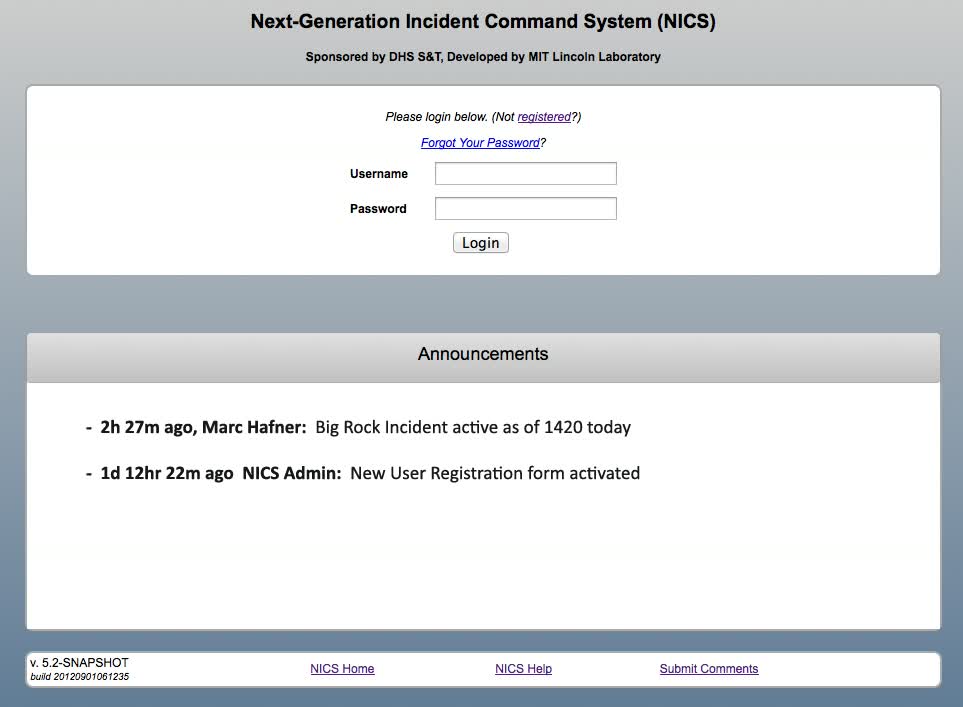 Next-Generation Incident Command System (NICS)
Sponsored by DHS S&T, Developed by MIT Lincoln Laboratory
Please login below. (Not registered?)
Forgot Your Password?
Username
Password
Login
Announcements
- 2h 27m ago, Marc Hafner: Big Rock Incident active as of 1420 today
- 1d 12hr 22m ago NICS Admin: New User Registration form activated
v. 5.2-SNAPSHOT
build 20120901061235
NICS Home NICS Help Submit Comments